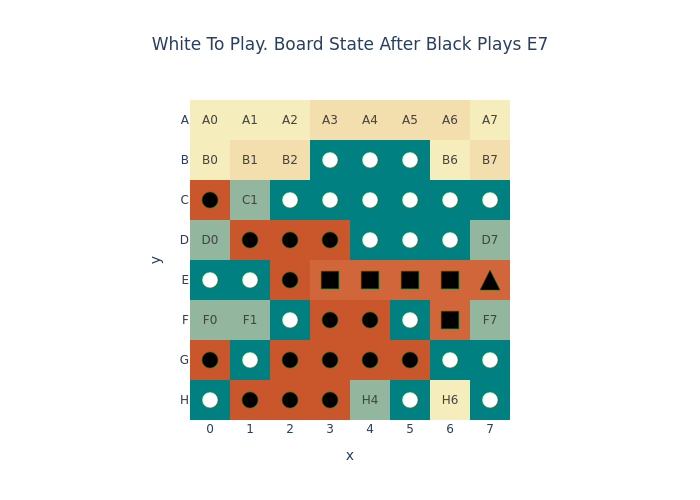 White To Play. Board State After Black Plays E7
A A0 A1 A2 A3 A4 A5 A6 A7
B B0 B1 B2 B6 B7
C C1
D D0 D7
y
E
F F0 F1 F7
G
H H4 H6
0 1 2 3 4 5 6 7
x